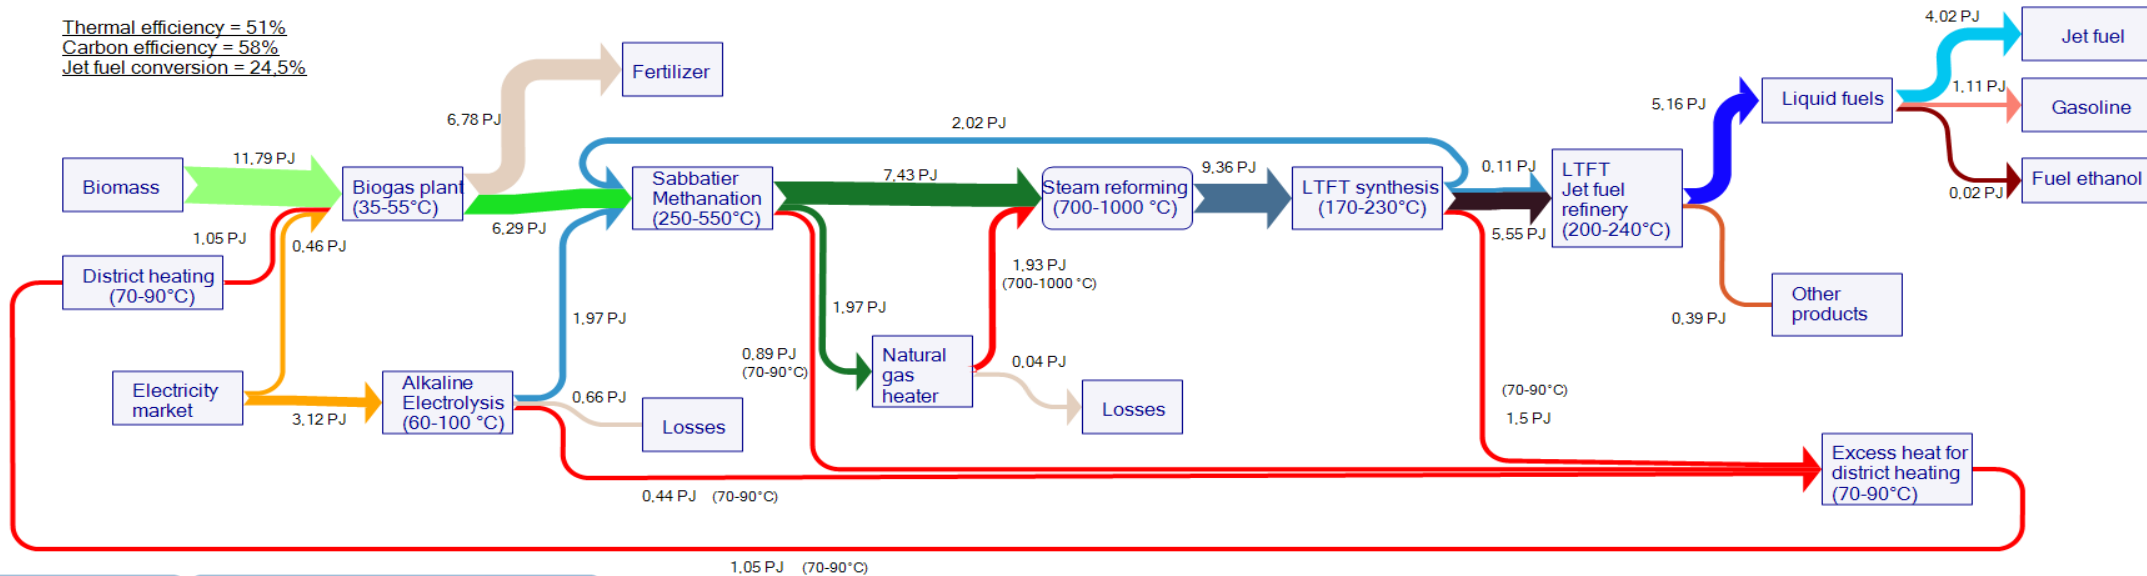 Thermal efficiency = 51%
Carbon efficiency = 58%
Jet fuel conversion = 24,5%
Fertilizer
6,78 PJ
Biomass
11,79 PJ
Biogas plant
(35-55°C)
6,29 PJ
1,05 PJ
0,46 PJ
District heating
(70-90°C)
Electricity
market
3,12 PJ
Alkaline
Electrolysis
(60-100 °C)
1,97 PJ
0,66 PJ
Losses
0,44 PJ (70-90°C)
2,02 PJ
Sabbatier
Methanation
(250-550°C)
7,43 PJ
1,97 PJ
0,89 PJ
(70-90°C)
Natural
gas
heater
1,93 PJ
(700-1000 °C)
0,04 PJ
Losses
Steam reforming
(700-1000 °C)
9,36 PJ
LTFT synthesis
(170-230°C)
0,11 PJ
5,55 PJ
(70-90°C)
1,5 PJ
LTFT
Jet fuel
refinery
(200-240°C)
5,16 PJ
0,39 PJ
Other
products
Liquid fuels
4,02 PJ
Jet fuel
1,11 PJ
Gasoline
0,02 PJ
Fuel ethanol
Excess heat for
district heating
(70-90°C)
1,05 PJ (70-90°C)